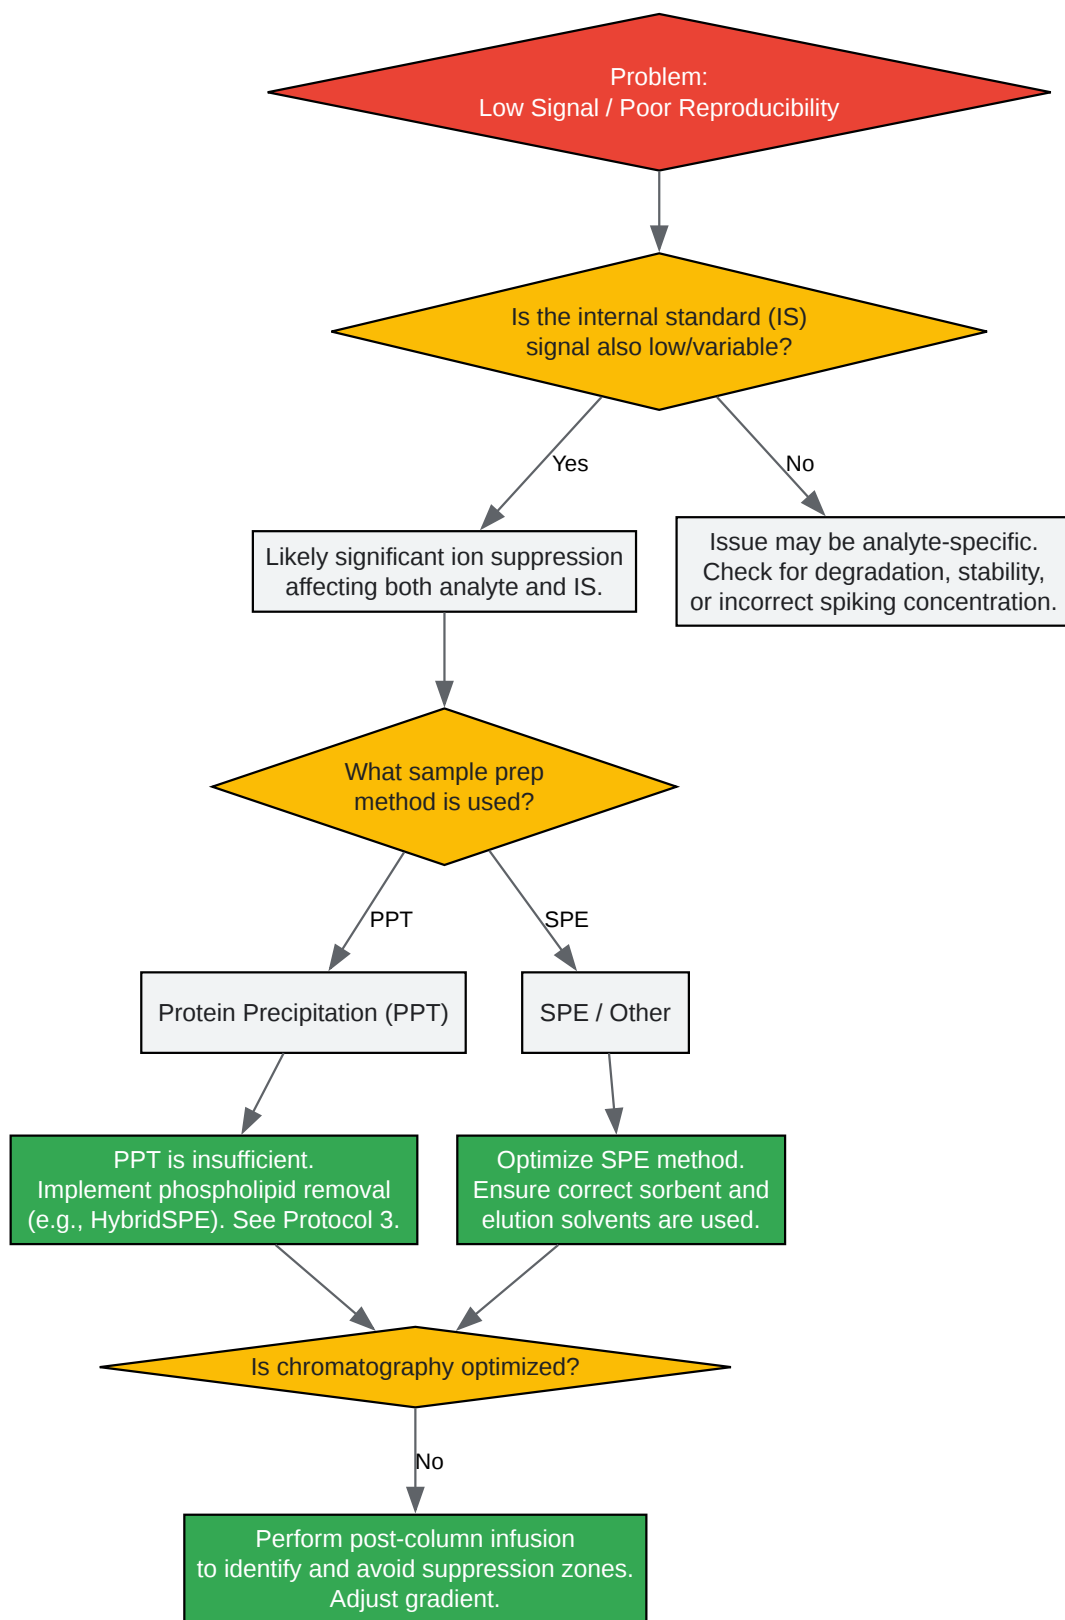 Problem:
Low Signal / Poor Reproducibility
Is the internal standard (IS)
signal also low/variable?
Yes
No
Likely significant ion suppression
affecting both analyte and IS.
Issue may be analyte-specific.
Check for degradation, stability,
or incorrect spiking concentration.
What sample prep
method is used?
PPT
SPE
Protein Precipitation (PPT)
SPE / Other
PPT is insufficient.
Implement phospholipid removal
(e.g., HybridSPE). See Protocol 3.
Optimize SPE method.
Ensure correct sorbent and
elution solvents are used.
Is chromatography optimized?
No
Perform post-column infusion
to identify and avoid suppression zones.
Adjust gradient.